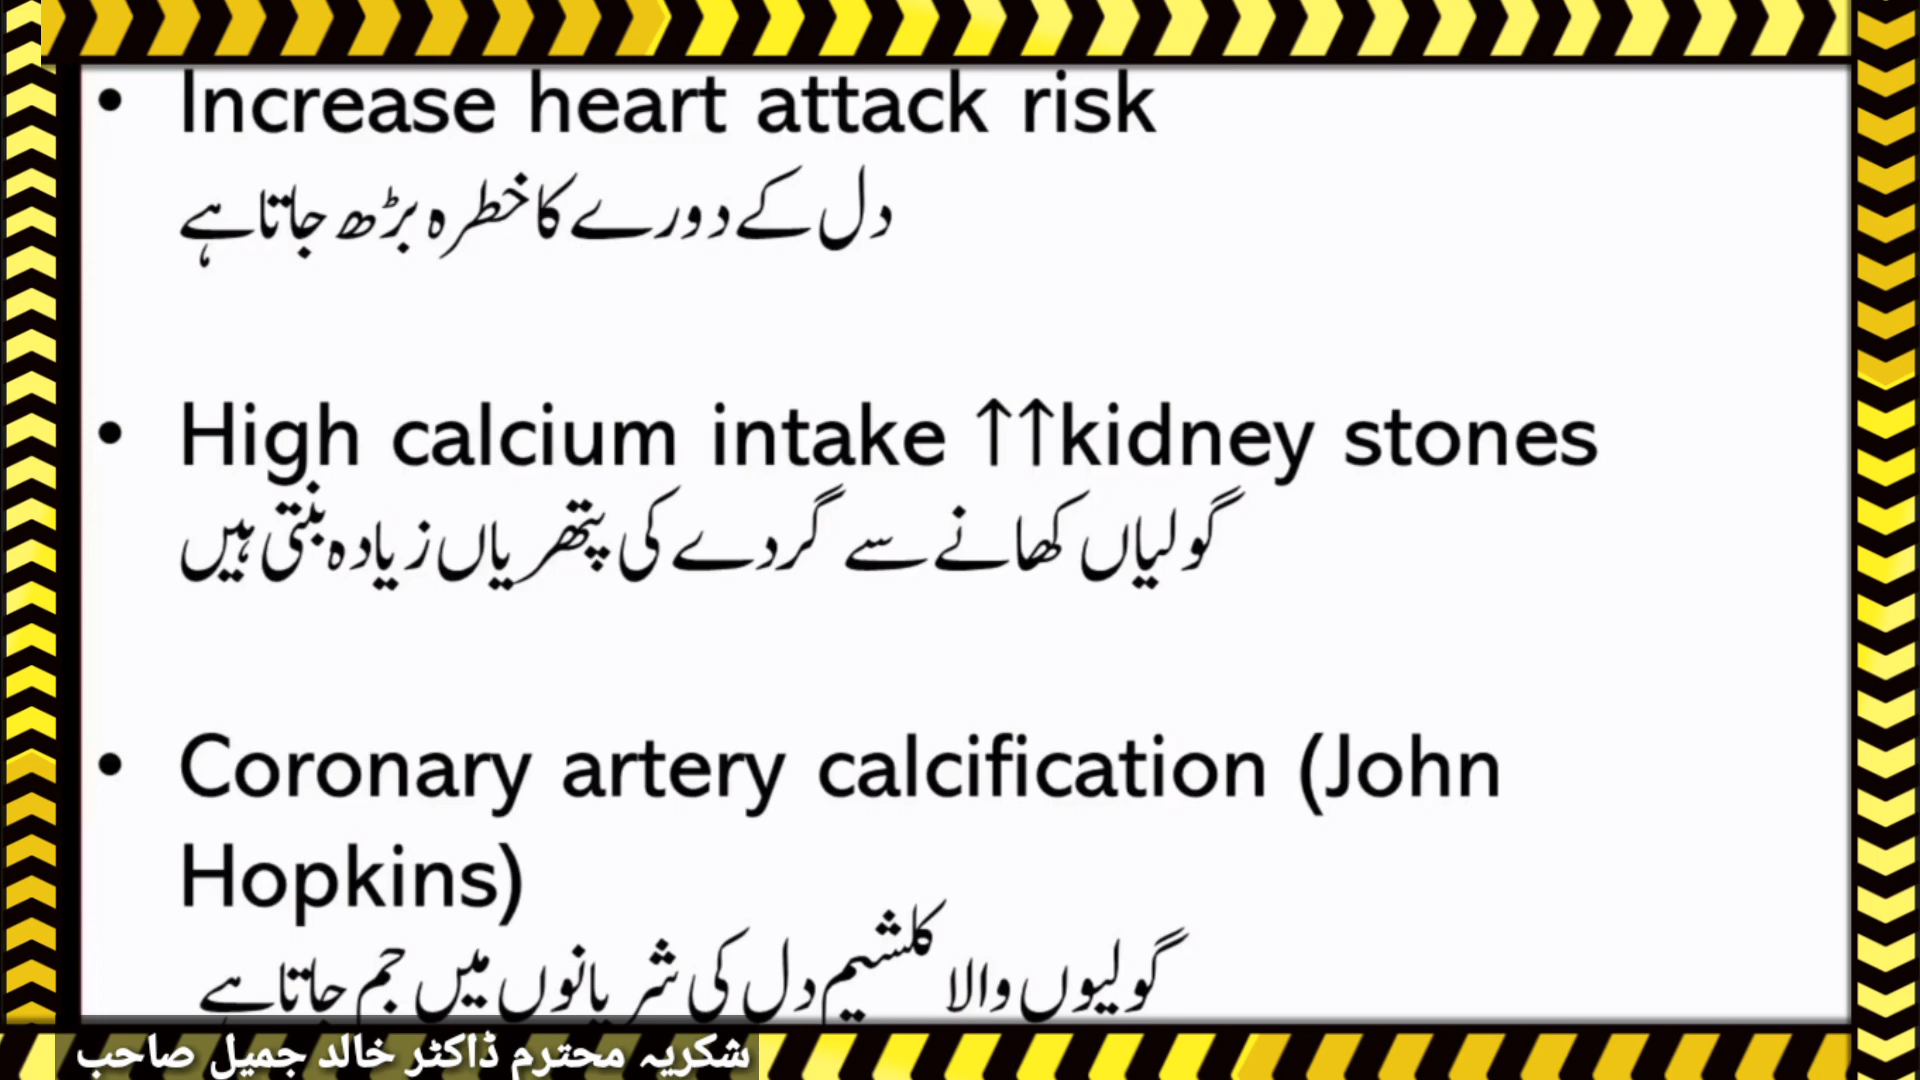 • Increase heart attack risk
دل کے دورے کا خطرہ بڑھ جاتا ہے
• High calcium intake ↑↑kidney stones
گولیاں کھانے سے گردے کی پتھریاں زیادہ بنتی ہیں
• Coronary artery calcification (John
Hopkins)
گولیوں والا کلشیم دل کی شریانوں میں جم جاتا ہے
شکریہ محترم ڈاکٹر خالد جمیل صاحب